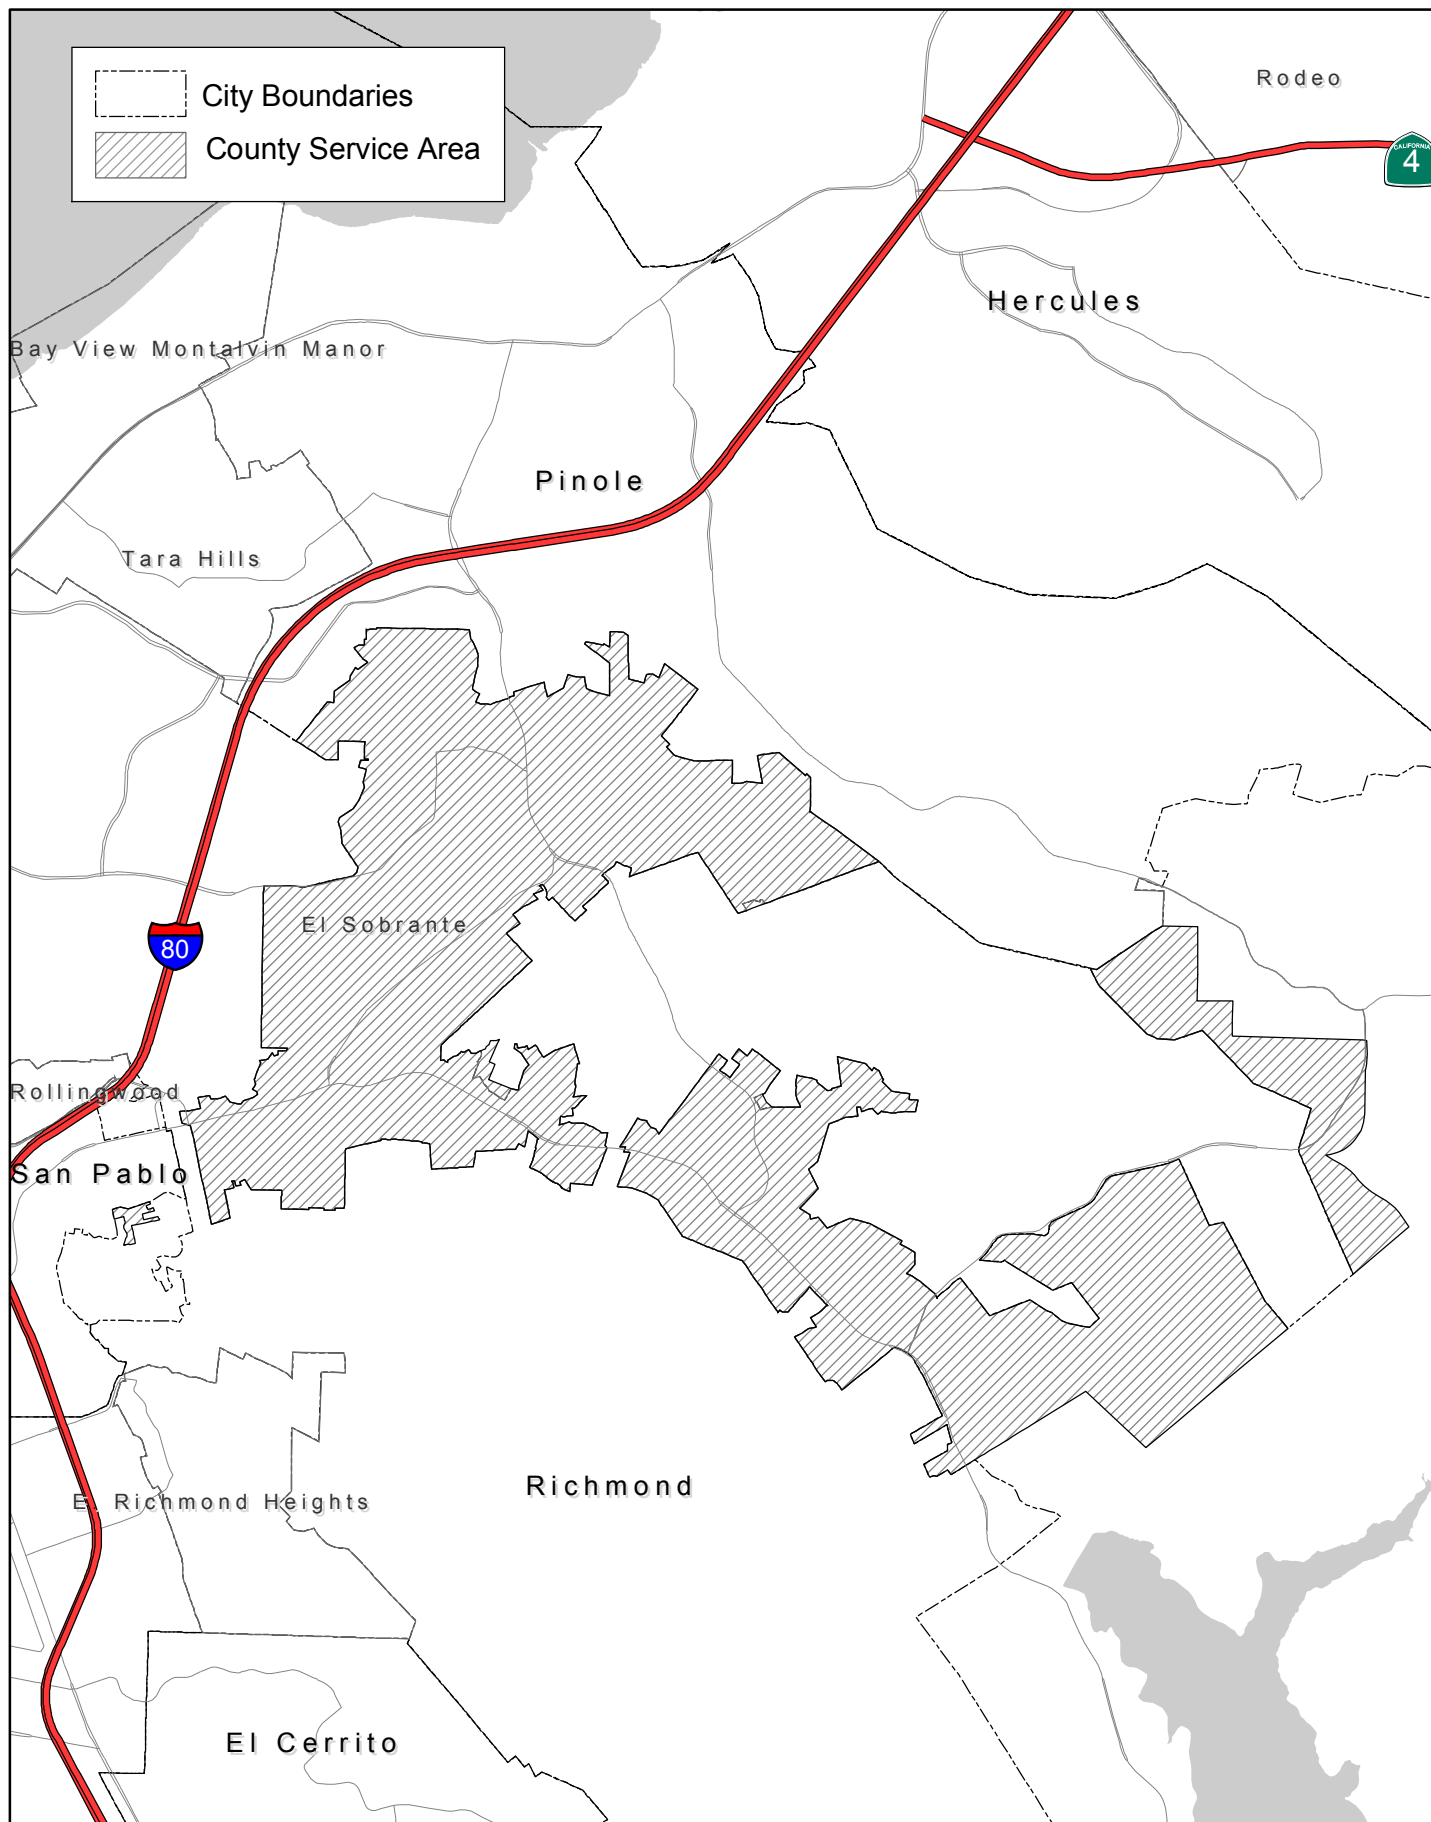 City Boundaries
County Service Area
Rodeo
CALIFORNIA
4
Hercules
Bay View Montalvin Manor
Pinole
Tara Hills
El Sobrante
80
Rollingwood
San Pablo
Richmond
E. Richmond Heights
El Cerrito